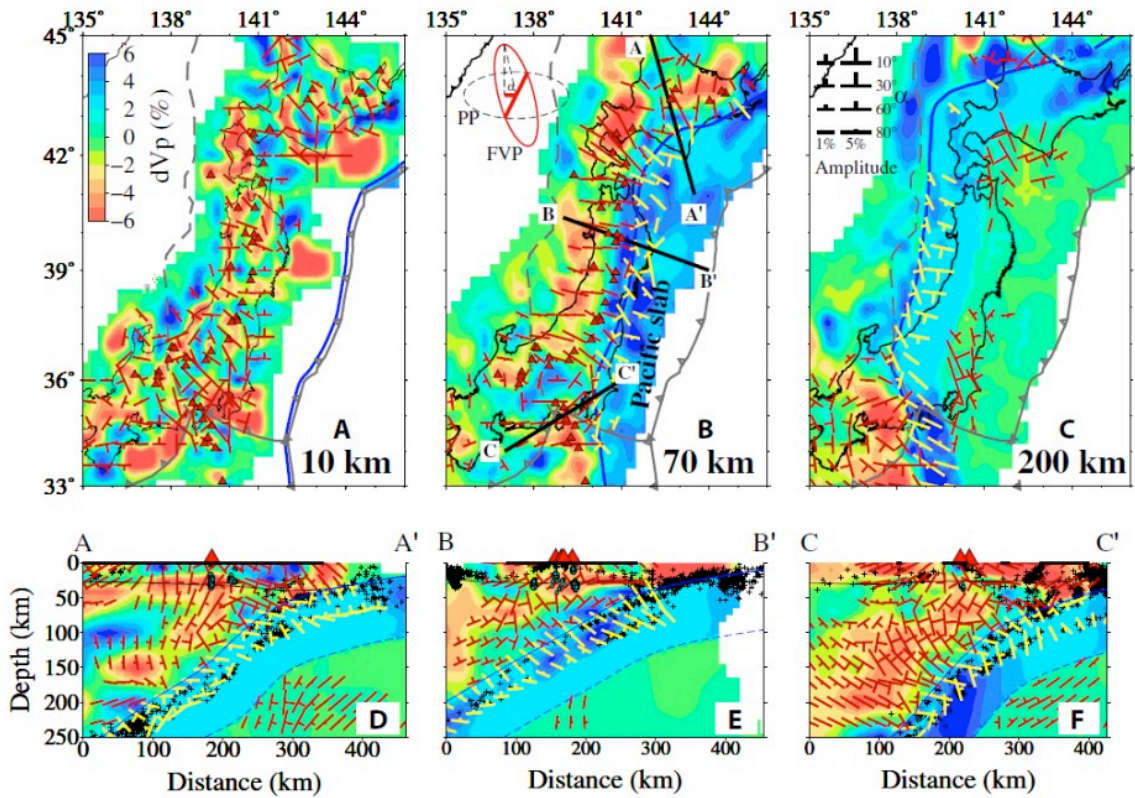 135° 138° 141° 144° 135° 138° 141° 144° 135° 138° 141° 144°
45°
42°
39°
36°
33°
6
4
2
0
−2
−4
−6
dVp (%)
A
10 km
β
α
PP
FVP
A
A'
B
B'
C'
C
Pacific slab
B
70 km
10°
30°
60°
80°
α
1% 5%
Amplitude
C
200 km
A A' B B' C C'
Depth (km)
0
50
100
150
200
250
D
E
F
0 100 200 300 400 0 100 200 300 400 0 100 200 300 400
Distance (km) Distance (km) Distance (km)